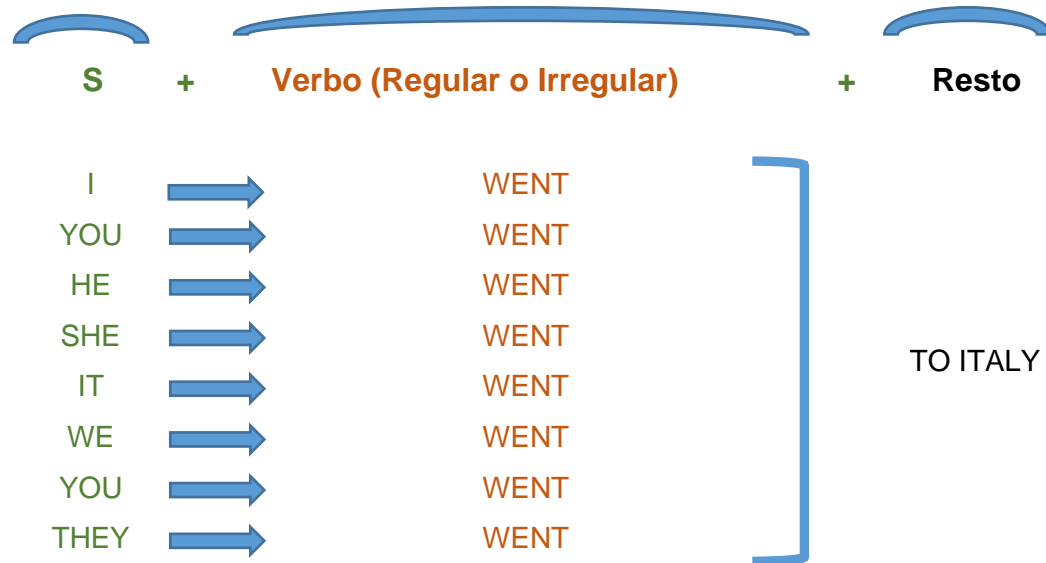 S + Verbo (Regular o Irregular) + Resto
I WENT
YOU WENT
HE WENT
SHE WENT
TO ITALY
IT WENT
WE WENT
YOU WENT
THEY WENT